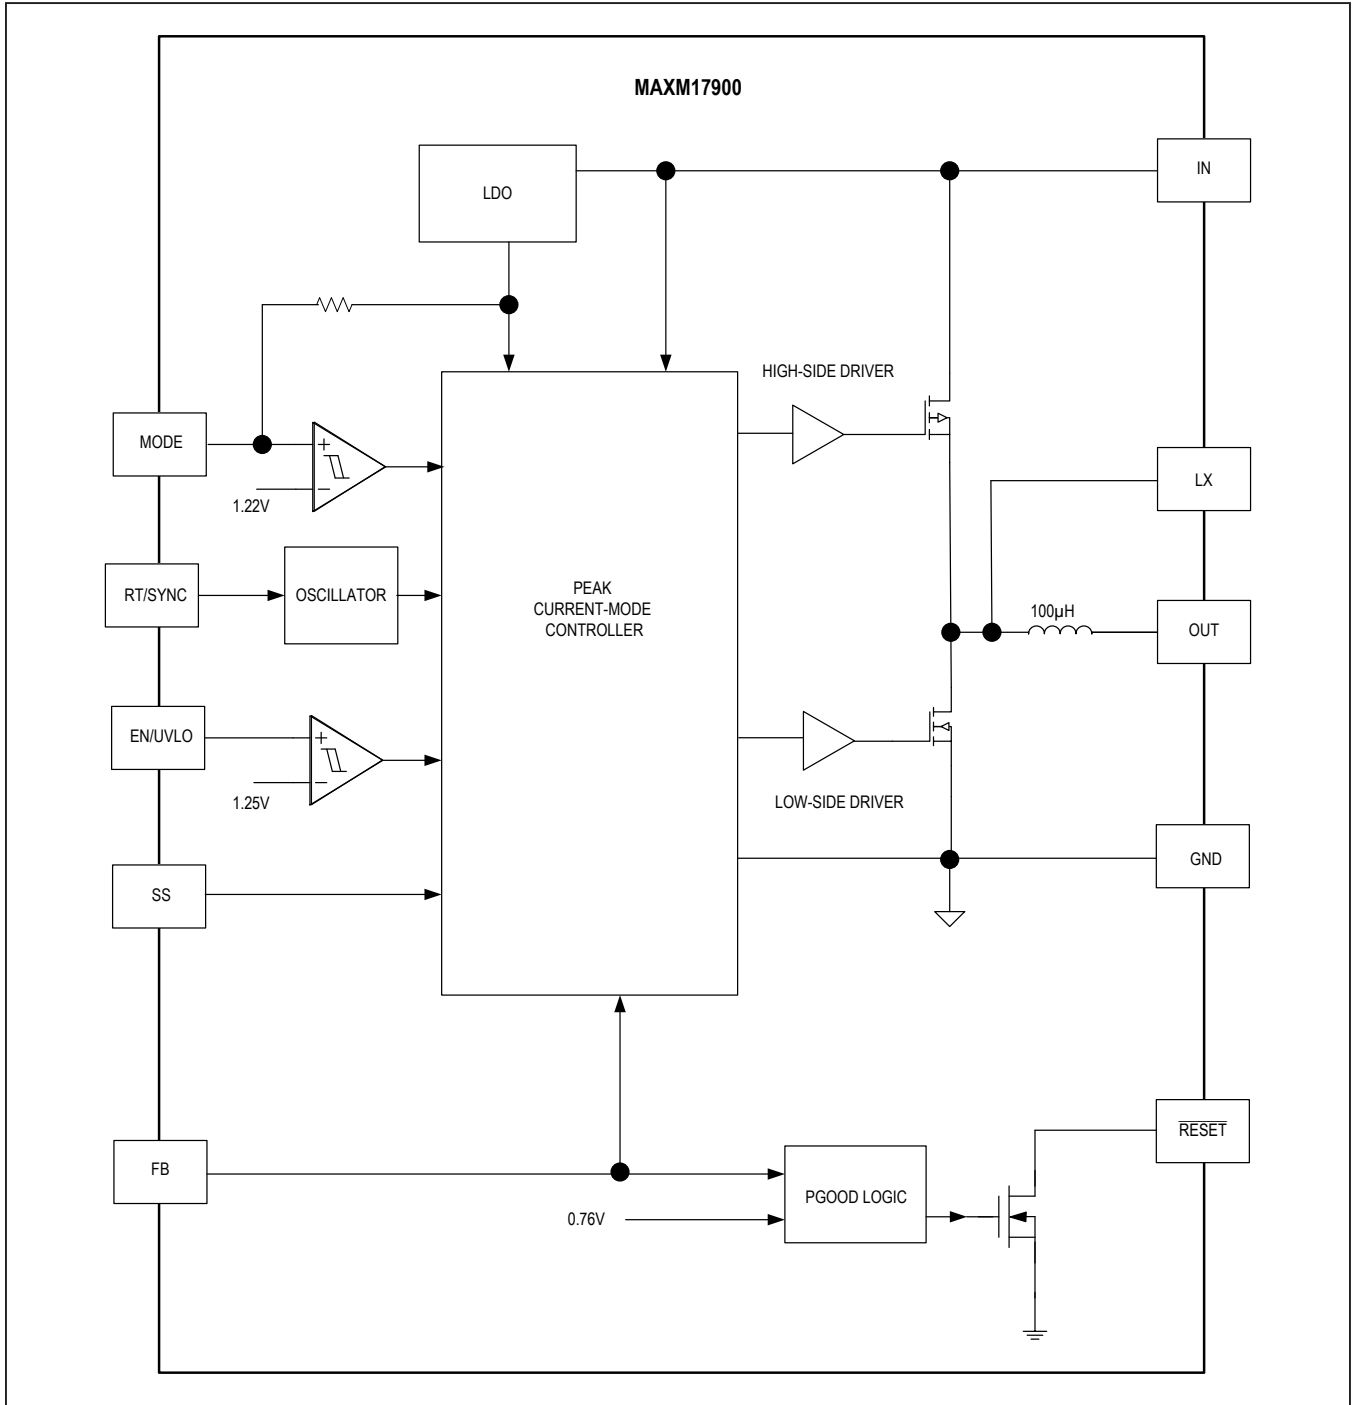 MAXM17900
LDO
IN
HIGH-SIDE DRIVER
MODE
+
−
1.22V
LX
RT/SYNC
OSCILLATOR
PEAK
CURRENT-MODE
CONTROLLER
100µH
OUT
EN/UVLO
+
−
1.25V
LOW-SIDE DRIVER
GND
SS
RESET
FB
PGOOD LOGIC
0.76V